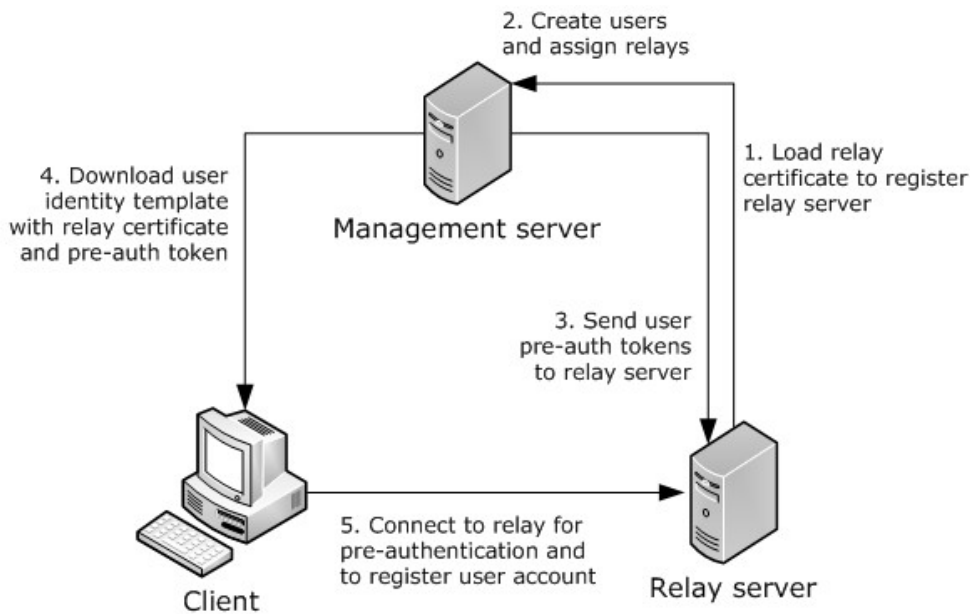 2. Create users
and assign relays
4. Download user
identity template
with relay certificate
and pre-auth token
1. Load relay
certificate to register
relay server
Management server
3. Send user
pre-auth tokens
to relay server
5. Connect to relay for
pre-authentication and
to register user account
Client
Relay server